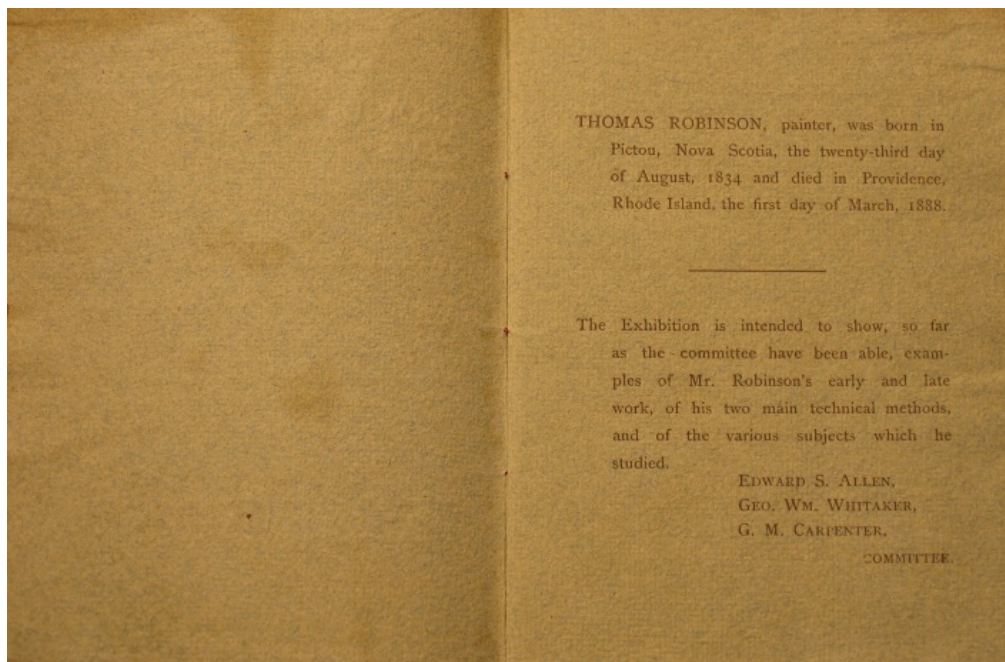 THOMAS ROBINSON, painter, was born in
Pictou, Nova Scotia, the twenty-third day
of August, 1834 and died in Providence,
Rhode Island, the first day of March, 1888.
The Exhibition is intended to show, so far
as the committee have been able, exam-
ples of Mr. Robinson's early and late
work, of his two main technical methods,
and of the various subjects which he
studied.
EDWARD S. ALLEN,
GEO. WM. WHITAKER,
G. M. CARPENTER,
COMMITTEE.